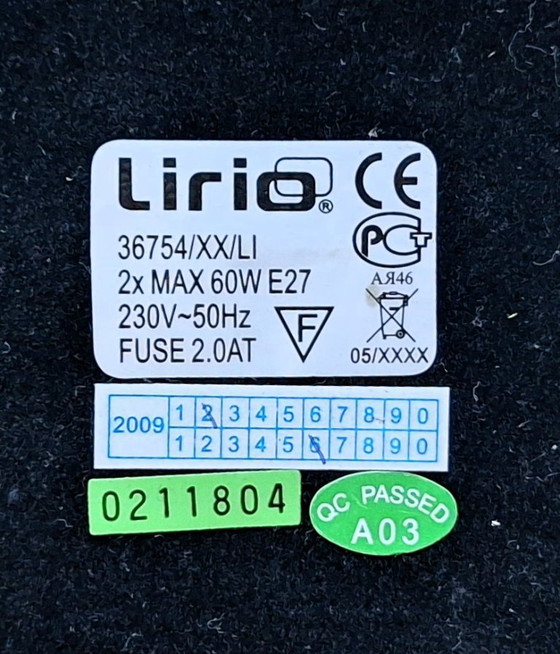 Lirio®
CE
PCT
АЯ46
36754/XX/LI
2x MAX 60W E27
230V~50Hz
FUSE 2.0AT
F
05/XXXX
2009
1 2 3 4 5 6 7 8 9 0
1 2 3 4 5 6 7 8 9 0
0211804
QC PASSED
A03